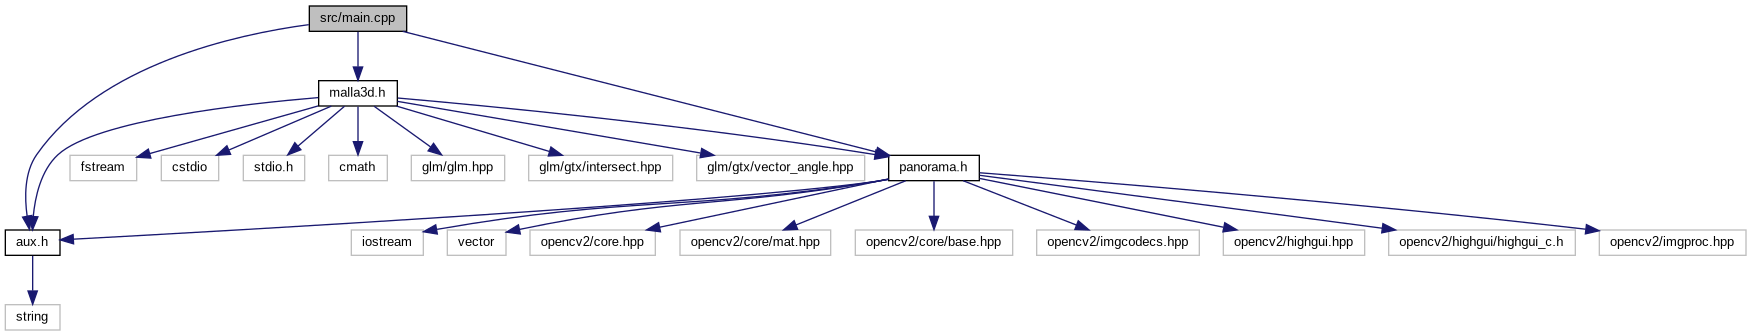 src/main.cpp
malla3d.h
fstream
cstdio
stdio.h
cmath
glm/glm.hpp
glm/gtx/intersect.hpp
glm/gtx/vector_angle.hpp
panorama.h
aux.h
iostream
vector
opencv2/core.hpp
opencv2/core/mat.hpp
opencv2/core/base.hpp
opencv2/imgcodecs.hpp
opencv2/highgui.hpp
opencv2/highgui/highgui_c.h
opencv2/imgproc.hpp
string